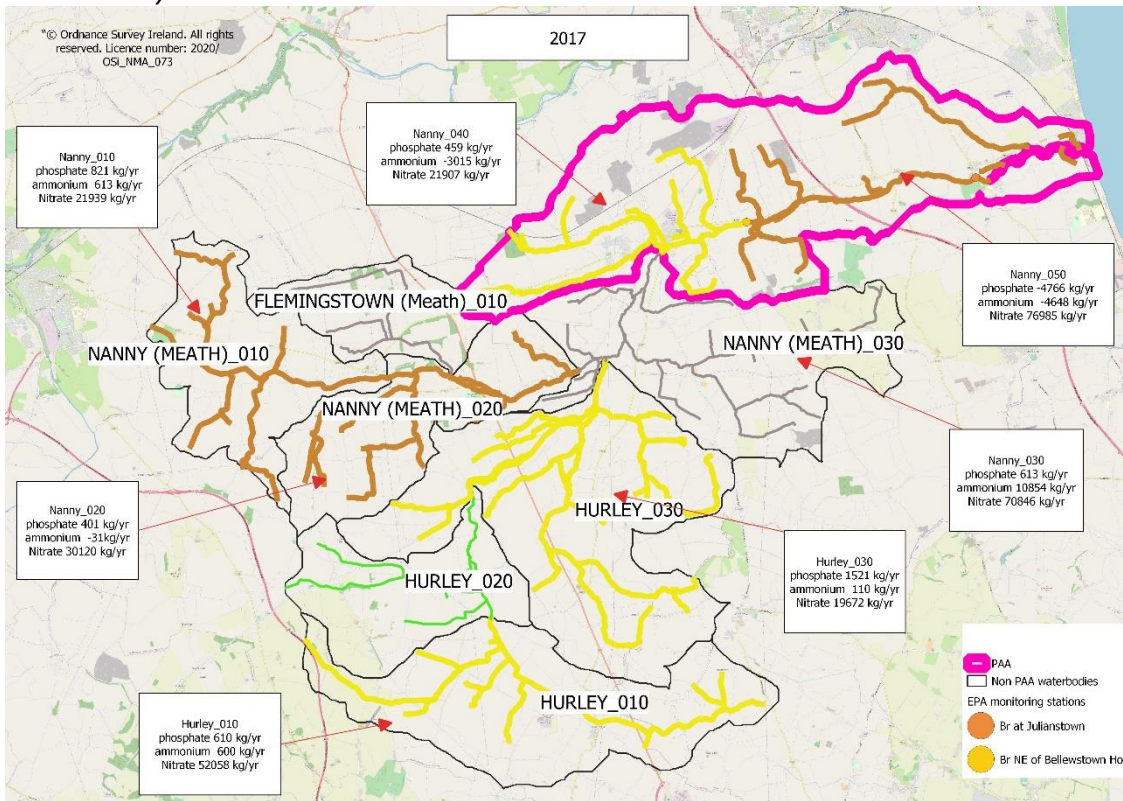 "© Ordnance Survey Ireland. All rights
reserved. Licence number: 2020/
OSi_NMA_073
2017
Nanny_040
phosphate 459 kg/yr
ammonium -3015 kg/yr
Nitrate 21907 kg/yr
Nanny_010
phosphate 821 kg/yr
ammonium 613 kg/yr
Nitrate 21939 kg/yr
Nanny_050
phosphate -4766 kg/yr
ammonium -4648 kg/yr
Nitrate 76985 kg/yr
FLEMINGSTOWN (Meath)_010
NANNY (MEATH)_010
NANNY (MEATH)_030
NANNY (MEATH)_020
Nanny_030
phosphate 613 kg/yr
ammonium 10854 kg/yr
Nitrate 70846 kg/yr
Nanny_020
phosphate 401 kg/yr
ammonium -31kg/yr
Nitrate 30120 kg/yr
HURLEY_030
Hurley_030
phosphate 1521 kg/yr
ammonium 110 kg/yr
Nitrate 19672 kg/yr
HURLEY_020
HURLEY_010
Hurley_010
phosphate 610 kg/yr
ammonium 600 kg/yr
Nitrate 52058 kg/yr
PAA
Non PAA waterbodies
EPA monitoring stations
Br at Julianstown
Br NE of Bellewstown Ho